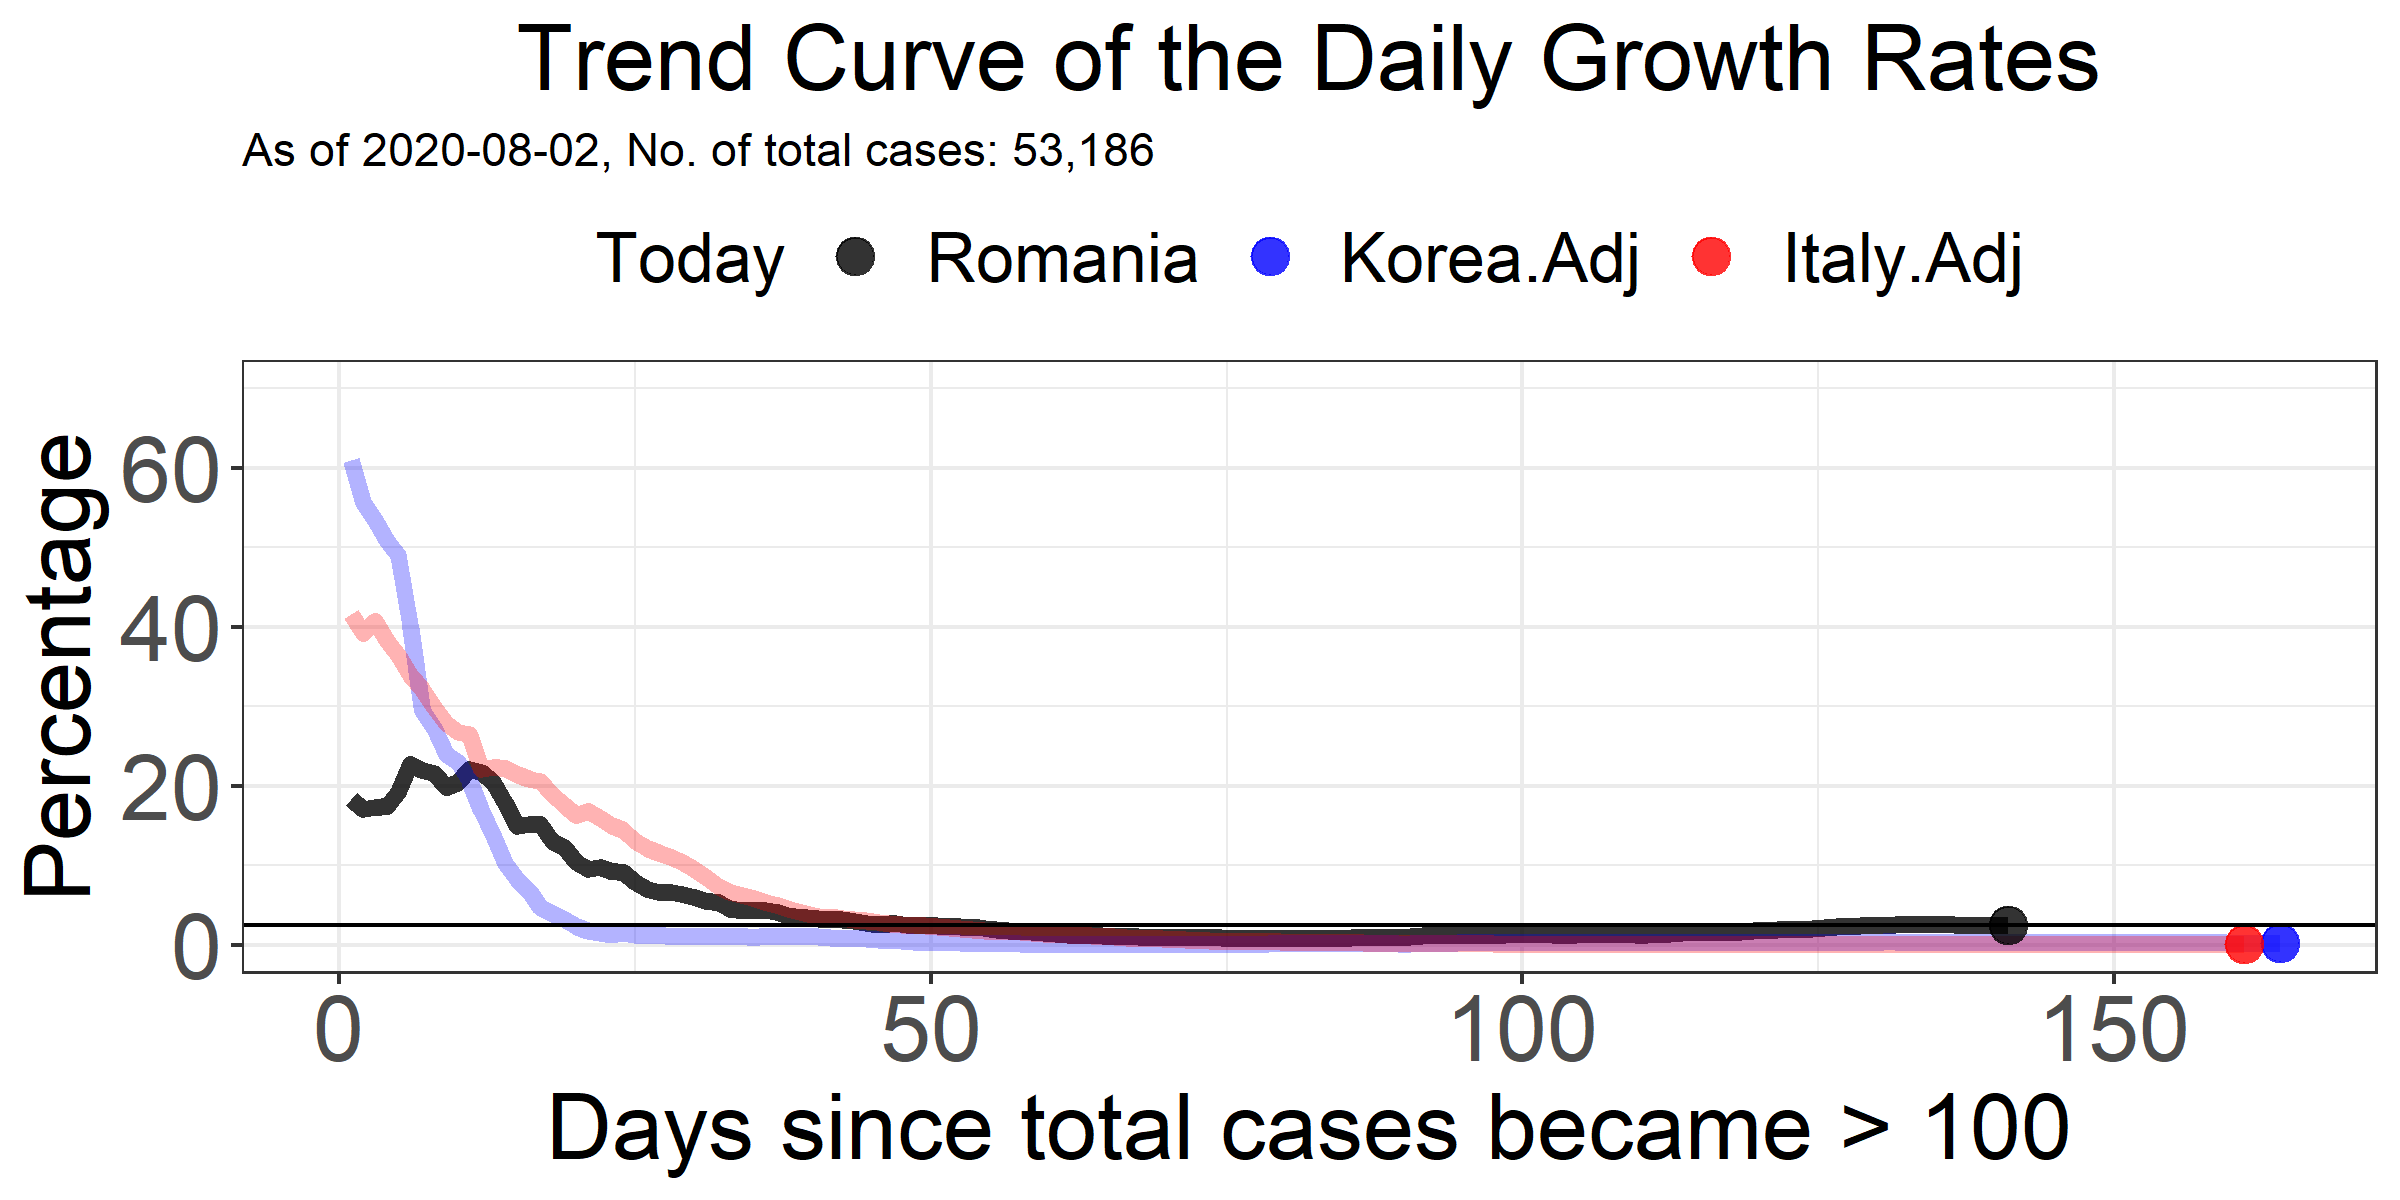 Trend Curve of the Daily Growth Rates
As of 2020-08-02, No. of total cases: 53,186
Today Romania Korea.Adj Italy.Adj
Percentage
60
40
20
0
0 50 100 150
Days since total cases became > 100